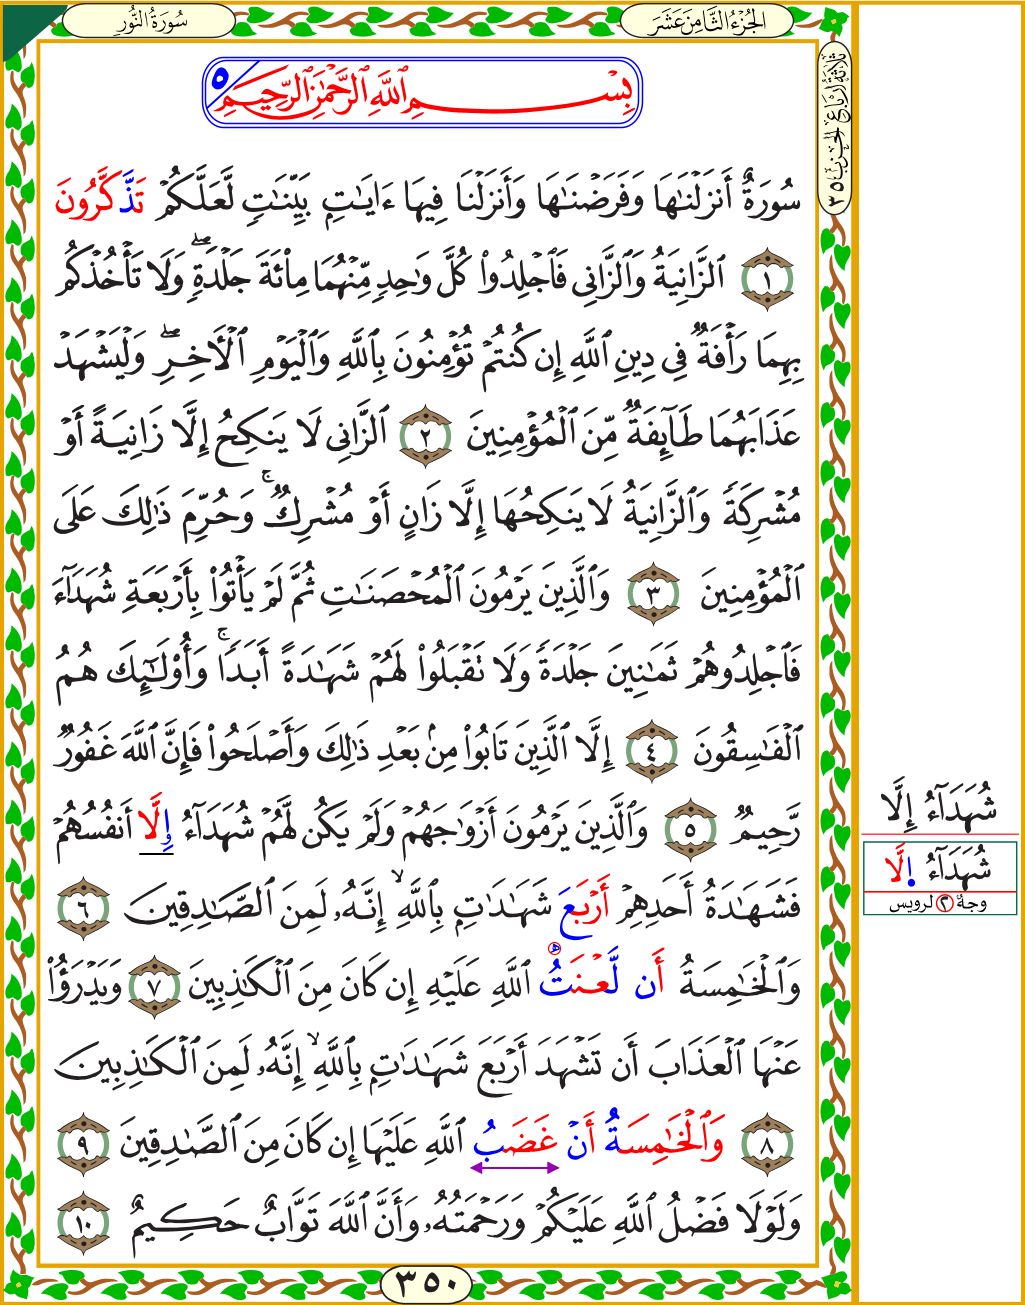 سُورَةُ النُّورِ
الجُزْءُ الثَّامِنَ عَشَرَ
ثَلَاثَةُ أَرْبَاعِ الحِزْبِ ٣٥
بِسْمِ ٱللَّهِ ٱلرَّحْمَٰنِ ٱلرَّحِيمِ ٥
سُورَةٌ أَنزَلْنَٰهَا وَفَرَضْنَٰهَا وَأَنزَلْنَا فِيهَا ءَايَٰتِۭ بَيِّنَٰتٖ لَّعَلَّكُمْ تَذَّكَّرُونَ
١ ٱلزَّانِيَةُ وَٱلزَّانِي فَٱجْلِدُوا۟ كُلَّ وَٰحِدٖ مِّنْهُمَا مِا۟ئَةَ جَلْدَةٖۖ وَلَا تَأْخُذْكُم
بِهِمَا رَأْفَةٞ فِي دِينِ ٱللَّهِ إِن كُنتُمْ تُؤْمِنُونَ بِٱللَّهِ وَٱلْيَوْمِ ٱلْأٓخِرِۖ وَلْيَشْهَدْ
عَذَابَهُمَا طَآئِفَةٞ مِّنَ ٱلْمُؤْمِنِينَ ٢ ٱلزَّانِي لَا يَنكِحُ إِلَّا زَانِيَةً أَوْ
مُشْرِكَةٗ وَٱلزَّانِيَةُ لَا يَنكِحُهَا إِلَّا زَانٍ أَوْ مُشْرِكٞۚ وَحُرِّمَ ذَٰلِكَ عَلَى
ٱلْمُؤْمِنِينَ ٣ وَٱلَّذِينَ يَرْمُونَ ٱلْمُحْصَنَٰتِ ثُمَّ لَمْ يَأْتُوا۟ بِأَرْبَعَةِ شُهَدَآءَ
فَٱجْلِدُوهُمْ ثَمَٰنِينَ جَلْدَةٗ وَلَا تَقْبَلُوا۟ لَهُمْ شَهَٰدَةً أَبَدٗاۚ وَأُو۟لَٰٓئِكَ هُمُ
ٱلْفَٰسِقُونَ ٤ إِلَّا ٱلَّذِينَ تَابُوا۟ مِنۢ بَعْدِ ذَٰلِكَ وَأَصْلَحُوا۟ فَإِنَّ ٱللَّهَ غَفُورٞ
رَّحِيمٞ ٥ وَٱلَّذِينَ يَرْمُونَ أَزْوَٰجَهُمْ وَلَمْ يَكُن لَّهُمْ شُهَدَآءُ وِلَّا أَنفُسُهُمْ
فَشَهَٰدَةُ أَحَدِهِمْ أَرْبَعَ شَهَٰدَٰتِۭ بِٱللَّهِۙ إِنَّهُۥ لَمِنَ ٱلصَّٰدِقِينَ ٦
وَٱلْخَٰمِسَةُ أَن لَّعْنَتُ ٱللَّهِ عَلَيْهِ إِن كَانَ مِنَ ٱلْكَٰذِبِينَ ٧ وَيَدْرَؤُا۟
عَنْهَا ٱلْعَذَابَ أَن تَشْهَدَ أَرْبَعَ شَهَٰدَٰتِۭ بِٱللَّهِۙ إِنَّهُۥ لَمِنَ ٱلْكَٰذِبِينَ
٨ وَٱلْخَٰمِسَةُ أَنْ غَضَبُ ٱللَّهِ عَلَيْهَا إِن كَانَ مِنَ ٱلصَّٰدِقِينَ ٩
وَلَوْلَا فَضْلُ ٱللَّهِ عَلَيْكُمْ وَرَحْمَتُهُۥ وَأَنَّ ٱللَّهَ تَوَّابٌ حَكِيمٌ ١٠
شُهَدَآءُ إِلَّا
شُهَدَآءُ اِلَّا
وجهٌ ٢ لرويس
٣٥٠